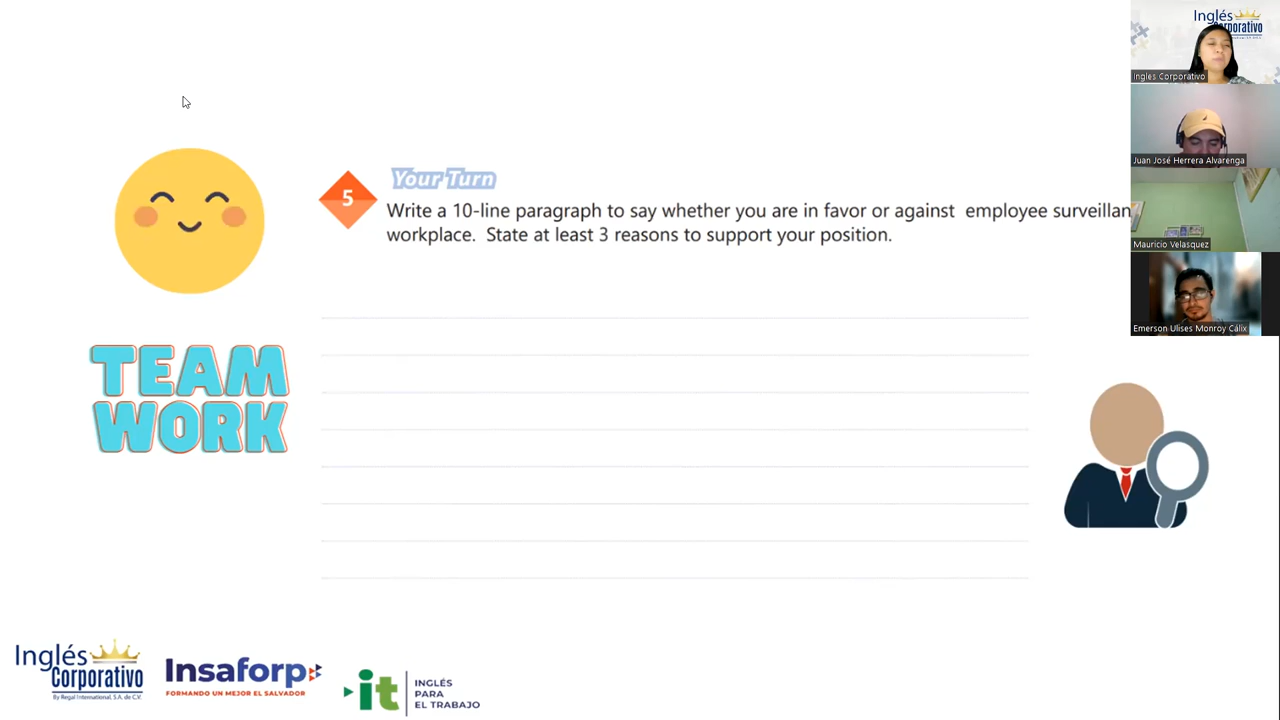 Inglés
Corporativo
Ingles Corporativo
Juan José Herrera Alvarenga
Mauricio Velasquez
Emerson Ulises Monroy Cálix
5
Your Turn
Write a 10-line paragraph to say whether you are in favor or against employee surveillan
workplace. State at least 3 reasons to support your position.
TEAM
WORK
Inglés
Corporativo
By Regal International, S.A. de C.V.
Insaforp
FORMANDO UN MEJOR EL SALVADOR
it
INGLÉS
PARA
EL TRABAJO